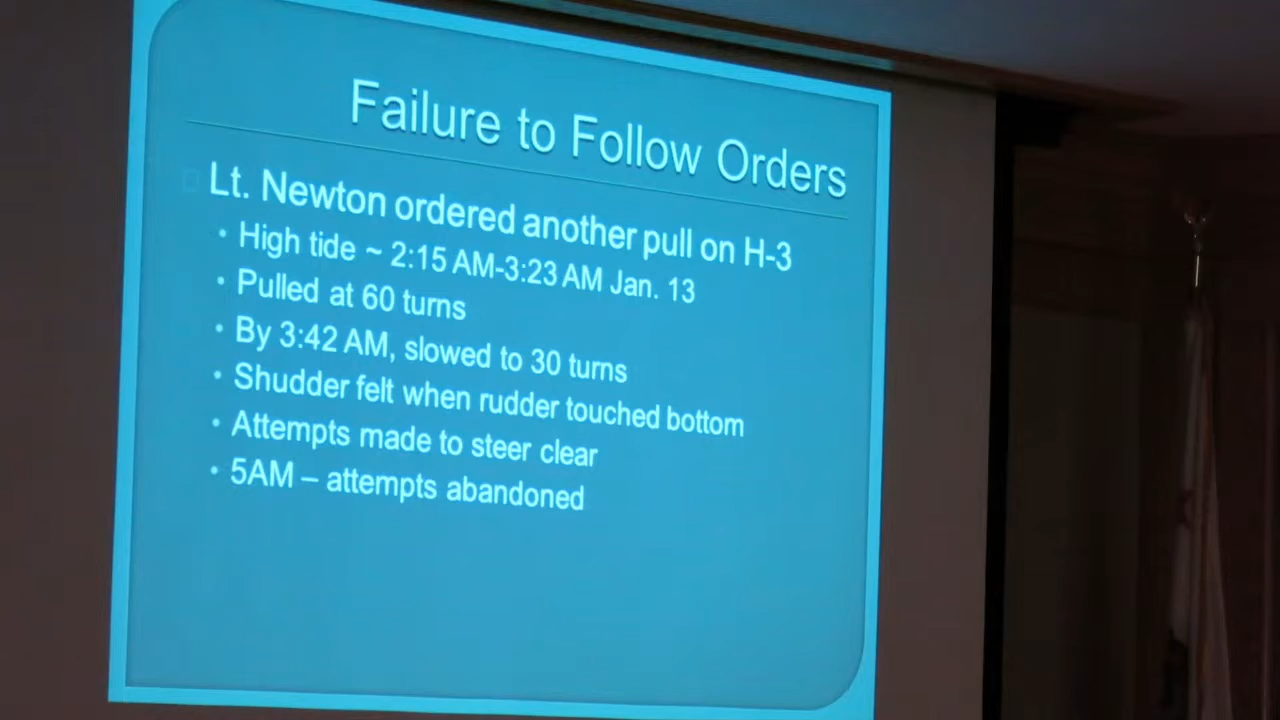 Failure to Follow Orders
Lt. Newton ordered another pull on H-3
• High tide ~ 2:15 AM-3:23 AM Jan. 13
• Pulled at 60 turns
• By 3:42 AM, slowed to 30 turns
• Shudder felt when rudder touched bottom
• Attempts made to steer clear
• 5AM – attempts abandoned